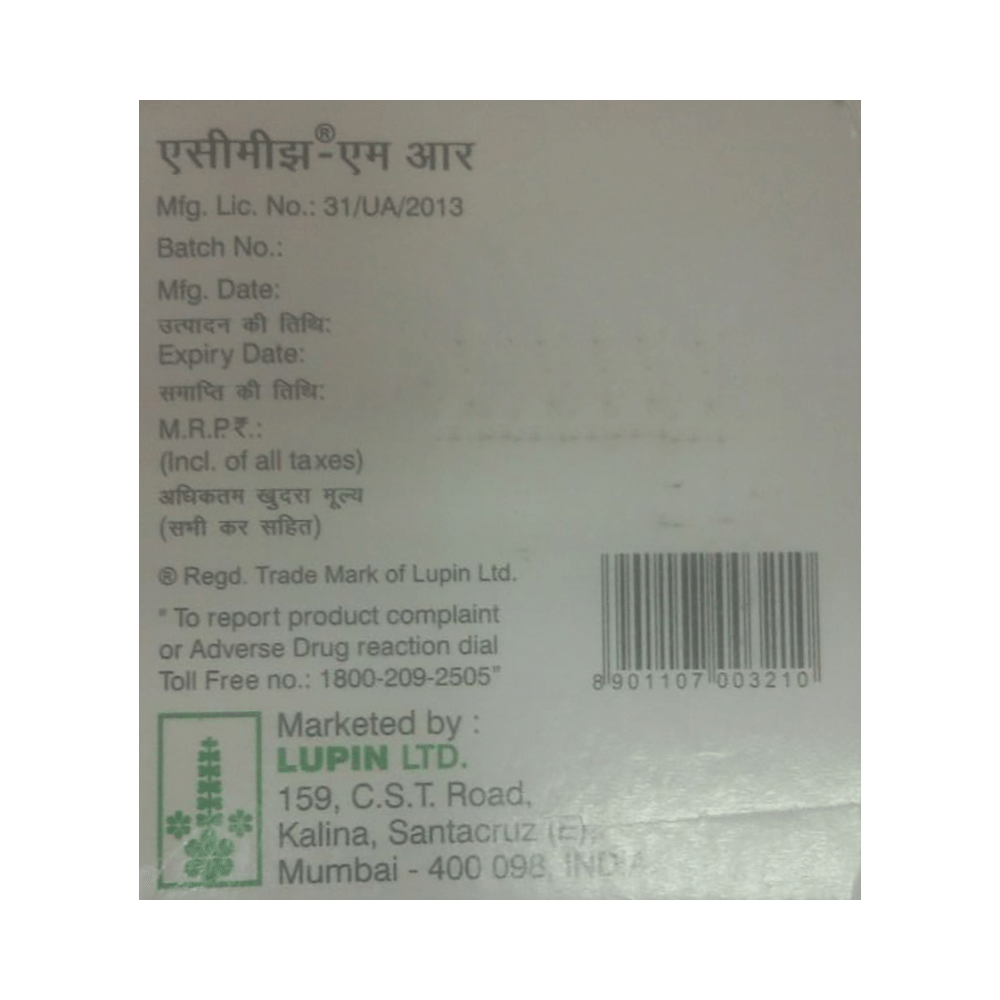 एसीमीझ®-एम आर
Mfg. Lic. No.: 31/UA/2013
Batch No.:
Mfg. Date:
उत्पादन की तिथि:
Expiry Date:
समाप्ति की तिथि:
M.R.P.₹.:
(Incl. of all taxes)
अधिकतम खुदरा मूल्य
(सभी कर सहित)
® Regd. Trade Mark of Lupin Ltd.
" To report product complaint
or Adverse Drug reaction dial
Toll Free no.: 1800-209-2505"
8 901107 003210
Marketed by :
LUPIN LTD.
159, C.S.T. Road,
Kalina, Santacruz (E),
Mumbai - 400 098, INDIA.